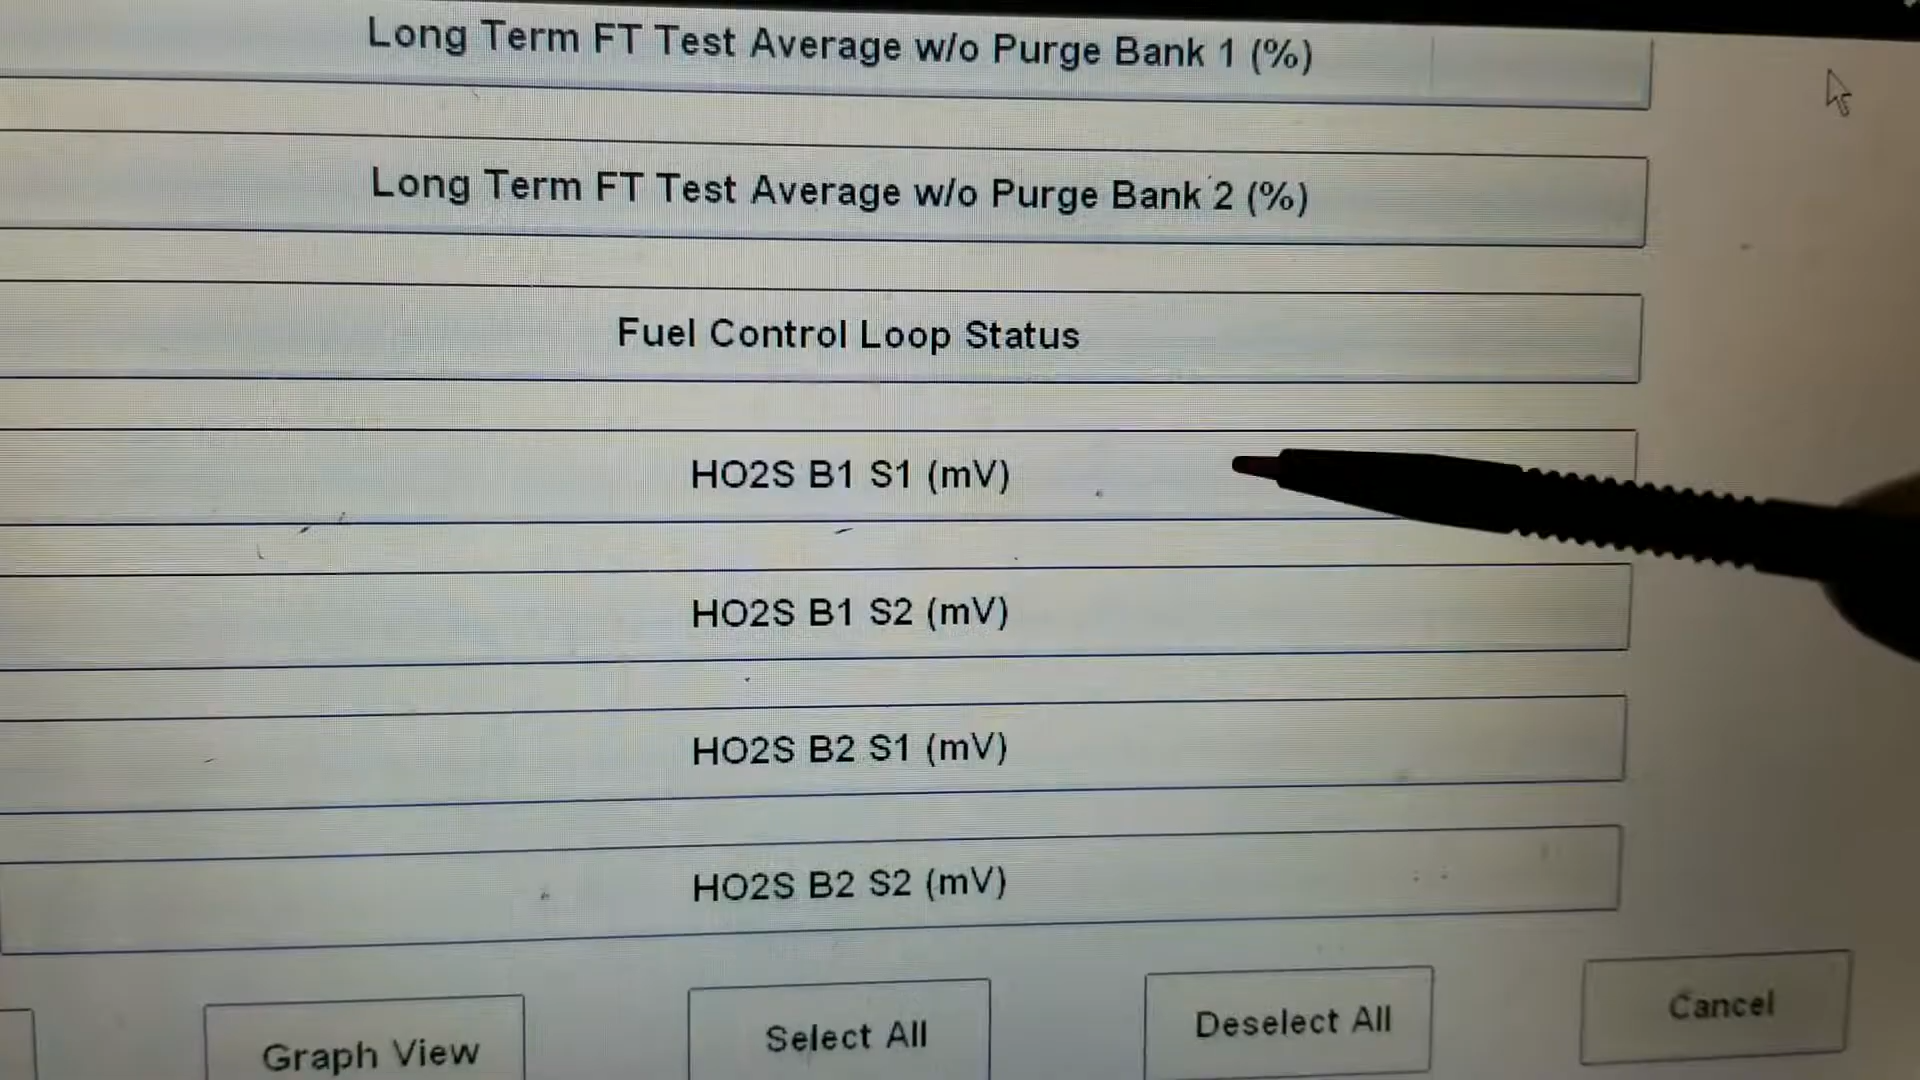 Long Term FT Test Average w/o Purge Bank 1 (%)
Long Term FT Test Average w/o Purge Bank 2 (%)
Fuel Control Loop Status
HO2S B1 S1 (mV)
HO2S B1 S2 (mV)
HO2S B2 S1 (mV)
HO2S B2 S2 (mV)
Graph View
Select All
Deselect All
Cancel